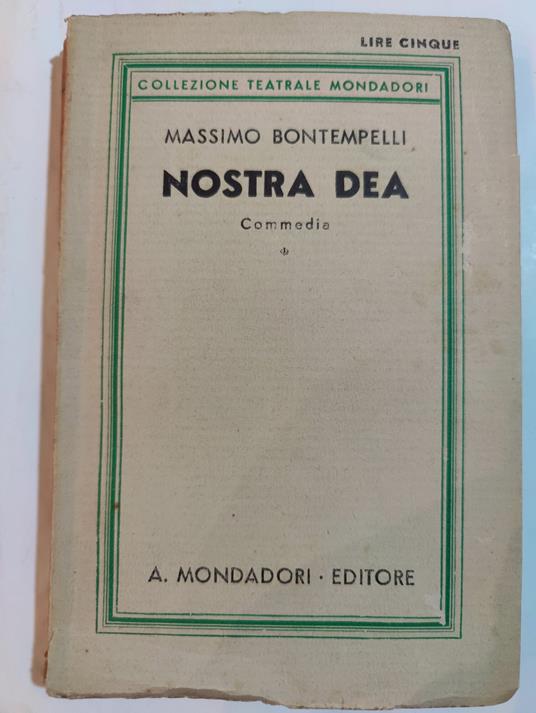 LIRE CINQUE
COLLEZIONE TEATRALE MONDADORI
MASSIMO BONTEMPELLI
NOSTRA DEA
Commedia
A. MONDADORI · EDITORE